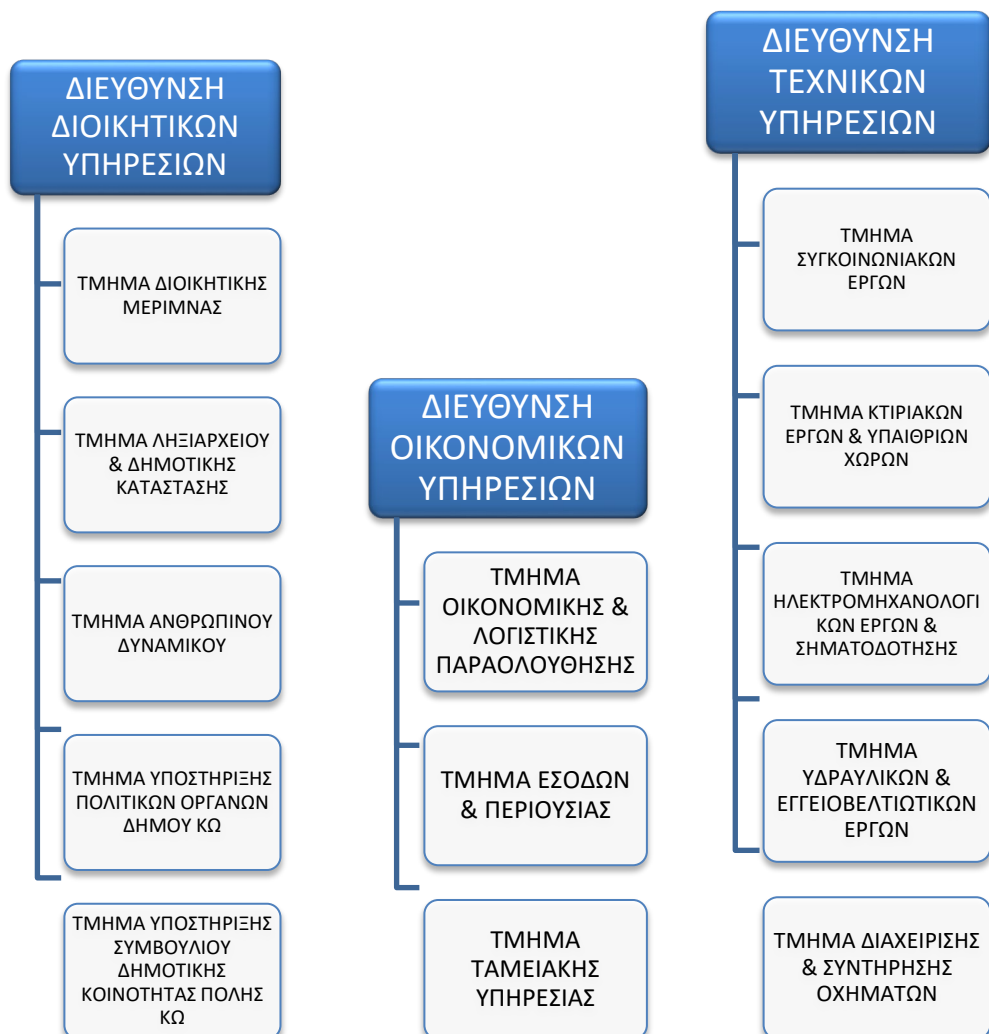 ΔΙΕΥΘΥΝΣΗ
ΔΙΟΙΚΗΤΙΚΩΝ
ΥΠΗΡΕΣΙΩΝ
ΤΜΗΜΑ ΔΙΟΙΚΗΤΙΚΗΣ
ΜΕΡΙΜΝΑΣ
ΤΜΗΜΑ ΛΗΞΙΑΡΧΕΙΟΥ
& ΔΗΜΟΤΙΚΗΣ
ΚΑΤΑΣΤΑΣΗΣ
ΤΜΗΜΑ ΑΝΘΡΩΠΙΝΟΥ
ΔΥΝΑΜΙΚΟΥ
ΤΜΗΜΑ ΥΠΟΣΤΗΡΙΞΗΣ
ΠΟΛΙΤΙΚΩΝ ΟΡΓΑΝΩΝ
ΔΗΜΟΥ ΚΩ
ΤΜΗΜΑ ΥΠΟΣΤΗΡΙΞΗΣ
ΣΥΜΒΟΥΛΙΟΥ
ΔΗΜΟΤΙΚΗΣ
ΚΟΙΝΟΤΗΤΑΣ ΠΟΛΗΣ
ΚΩ
ΔΙΕΥΘΥΝΣΗ
ΟΙΚΟΝΟΜΙΚΩΝ
ΥΠΗΡΕΣΙΩΝ
ΤΜΗΜΑ
ΟΙΚΟΝΟΜΙΚΗΣ &
ΛΟΓΙΣΤΙΚΗΣ
ΠΑΡΑΟΛΟΥΘΗΣΗΣ
ΤΜΗΜΑ ΕΣΟΔΩΝ
& ΠΕΡΙΟΥΣΙΑΣ
ΤΜΗΜΑ
ΤΑΜΕΙΑΚΗΣ
ΥΠΗΡΕΣΙΑΣ
ΔΙΕΥΘΥΝΣΗ
ΤΕΧΝΙΚΩΝ
ΥΠΗΡΕΣΙΩΝ
ΤΜΗΜΑ
ΣΥΓΚΟΙΝΩΝΙΑΚΩΝ
ΕΡΓΩΝ
ΤΜΗΜΑ ΚΤΙΡΙΑΚΩΝ
ΕΡΓΩΝ & ΥΠΑΙΘΡΙΩΝ
ΧΩΡΩΝ
ΤΜΗΜΑ
ΗΛΕΚΤΡΟΜΗΧΑΝΟΛΟΓΙ
ΚΩΝ ΕΡΓΩΝ &
ΣΗΜΑΤΟΔΟΤΗΣΗΣ
ΤΜΗΜΑ
ΥΔΡΑΥΛΙΚΩΝ &
ΕΓΓΕΙΟΒΕΛΤΙΩΤΙΚΩΝ
ΕΡΓΩΝ
ΤΜΗΜΑ ΔΙΑΧΕΙΡΙΣΗΣ
& ΣΥΝΤΗΡΗΣΗΣ
ΟΧΗΜΑΤΩΝ